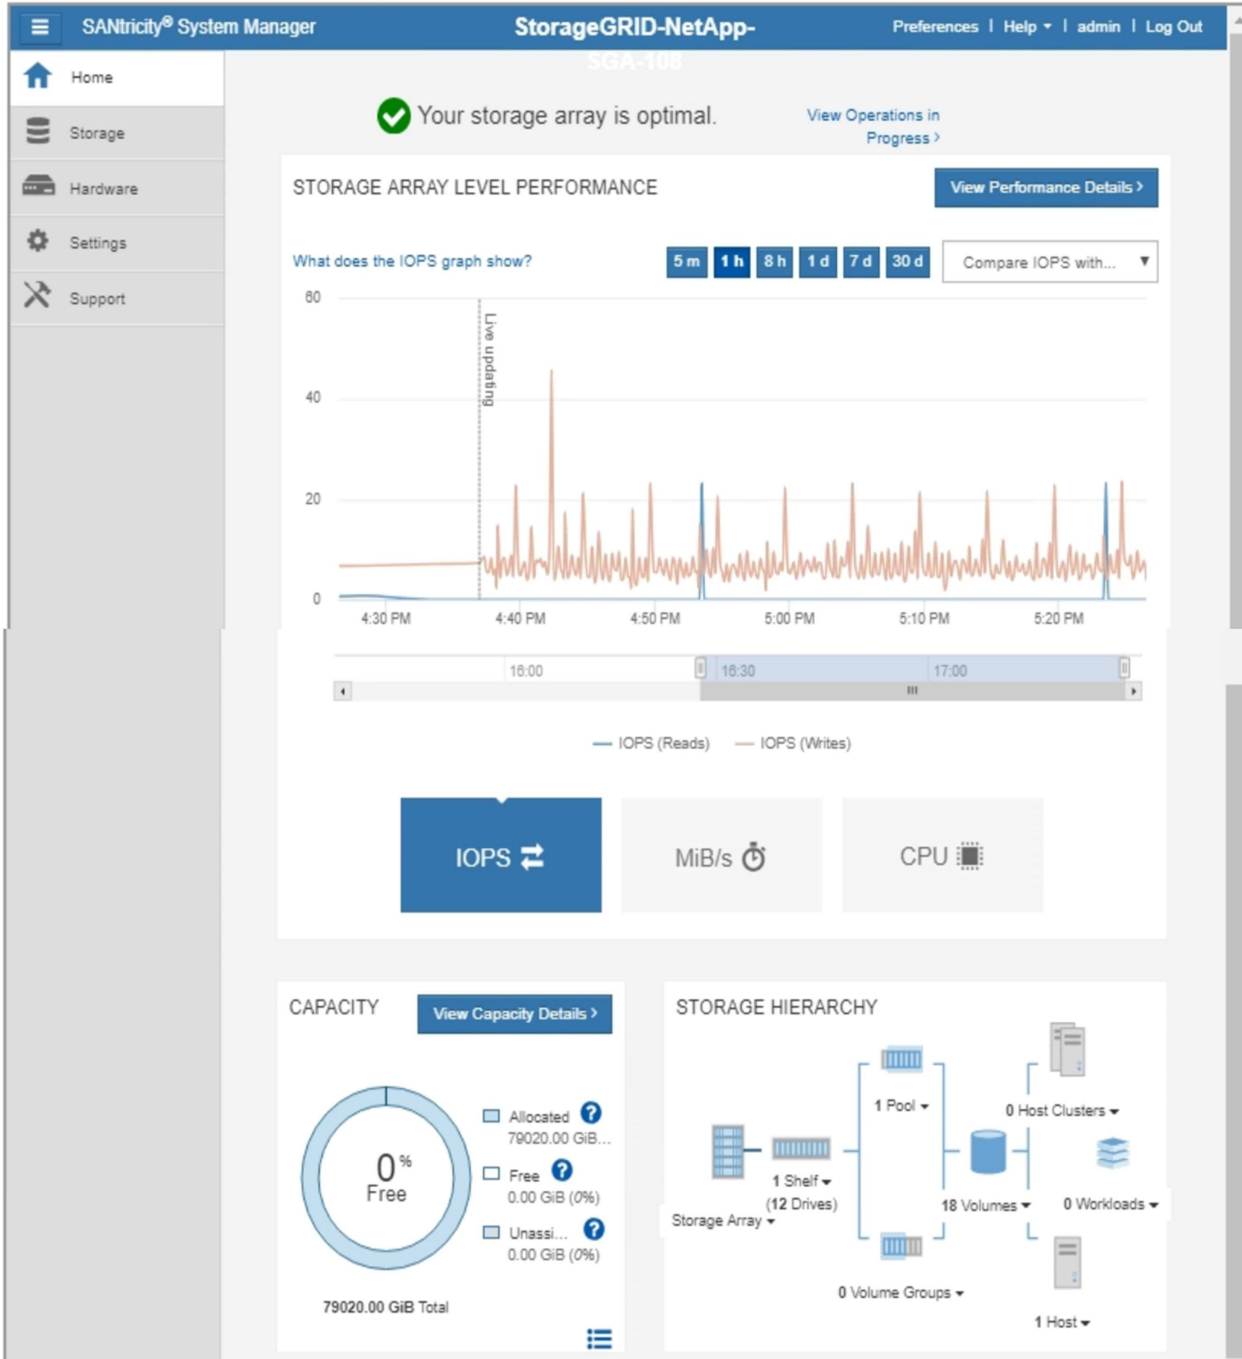 SANtricity® System Manager
StorageGRID-NetApp-
SGA-108
Preferences | Help | admin | Log Out
Home
Storage
Hardware
Settings
Support
Your storage array is optimal.
View Operations in
Progress >
STORAGE ARRAY LEVEL PERFORMANCE
View Performance Details >
What does the IOPS graph show?
5 m 1 h 8 h 1 d 7 d 30 d
Compare IOPS with...
60
40
20
0
Live updating
4:30 PM 4:40 PM 4:50 PM 5:00 PM 5:10 PM 5:20 PM
16:00 16:30 17:00
IOPS (Reads) IOPS (Writes)
IOPS
MiB/s
CPU
CAPACITY
View Capacity Details >
0%
Free
Allocated ?
79020.00 GiB...
Free ?
0.00 GiB (0%)
Unassi... ?
0.00 GiB (0%)
79020.00 GiB Total
STORAGE HIERARCHY
Storage Array
1 Shelf
(12 Drives)
1 Pool
0 Volume Groups
18 Volumes
0 Host Clusters
0 Workloads
1 Host